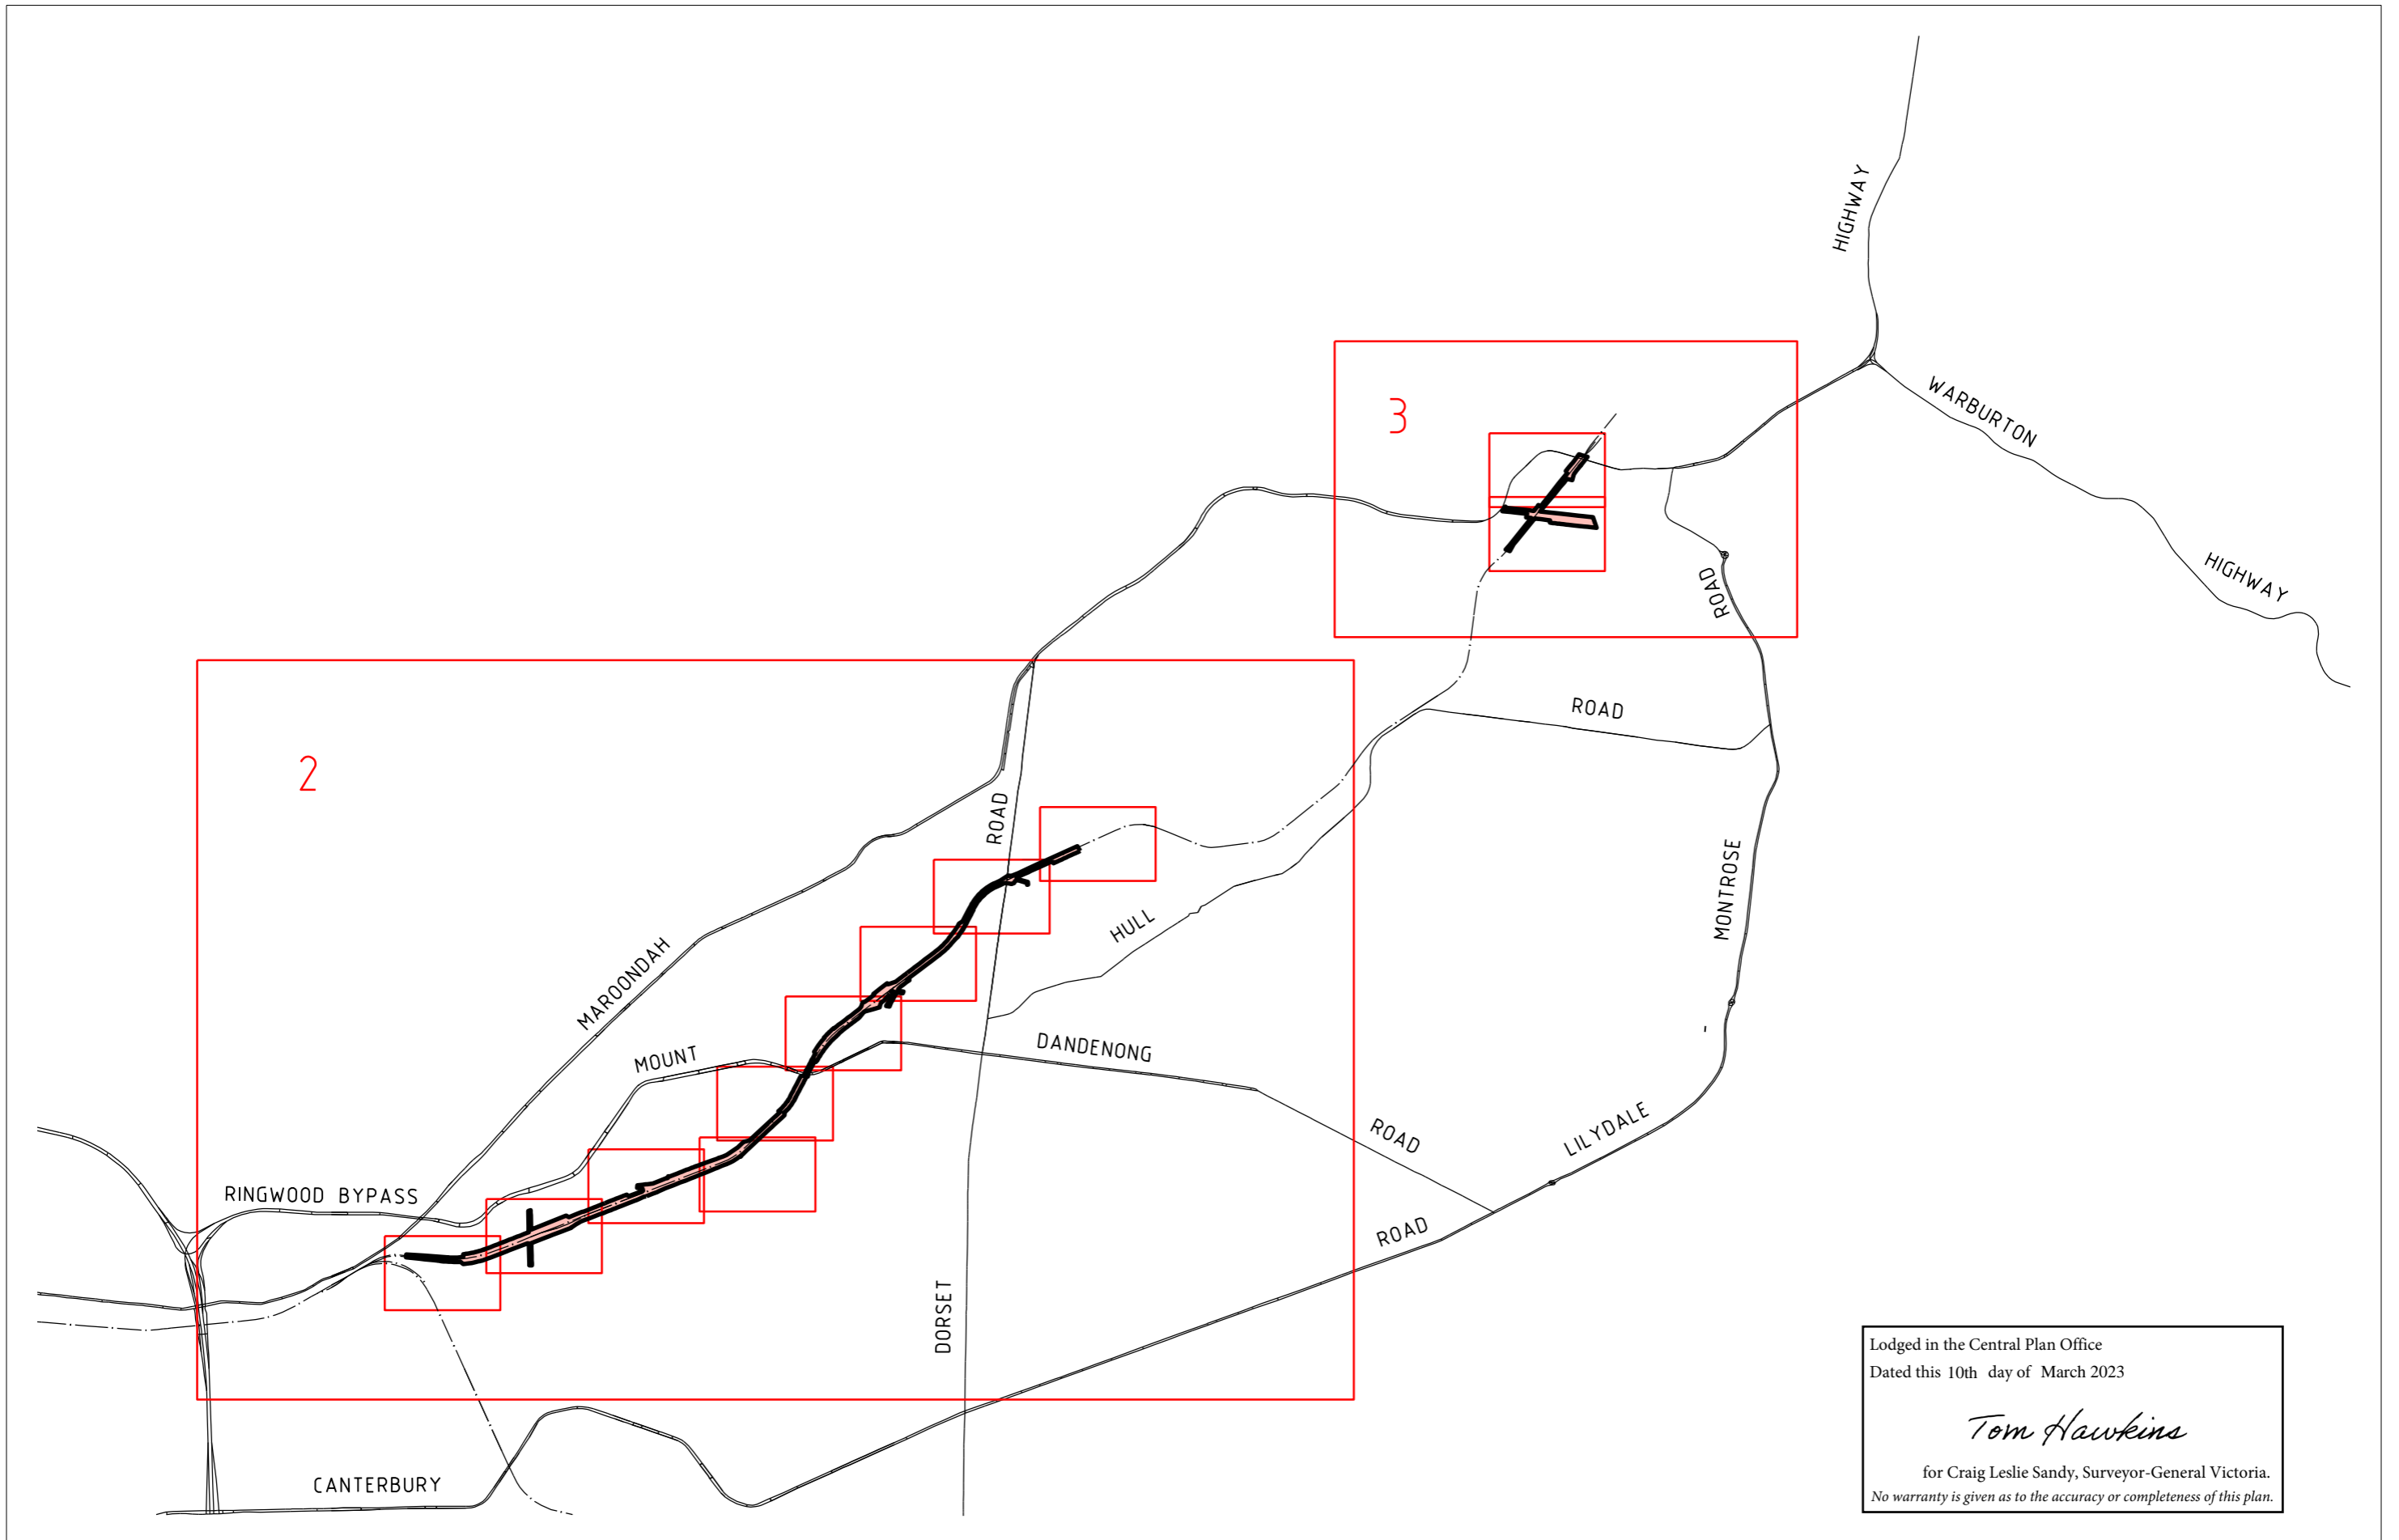 HIGHWAY
WARBURTON
HIGHWAY
3
ROAD
ROAD
2
ROAD
MONTROSE
HULL
MAROONDAH
MOUNT
DANDENONG
ROAD
LILYDALE
RINGWOOD BYPASS
ROAD
DORSET
CANTERBURY
Lodged in the Central Plan Office
Dated this 10th day of March 2023
Tom Hawkins
for Craig Leslie Sandy, Surveyor-General Victoria.
No warranty is given as to the accuracy or completeness of this plan.